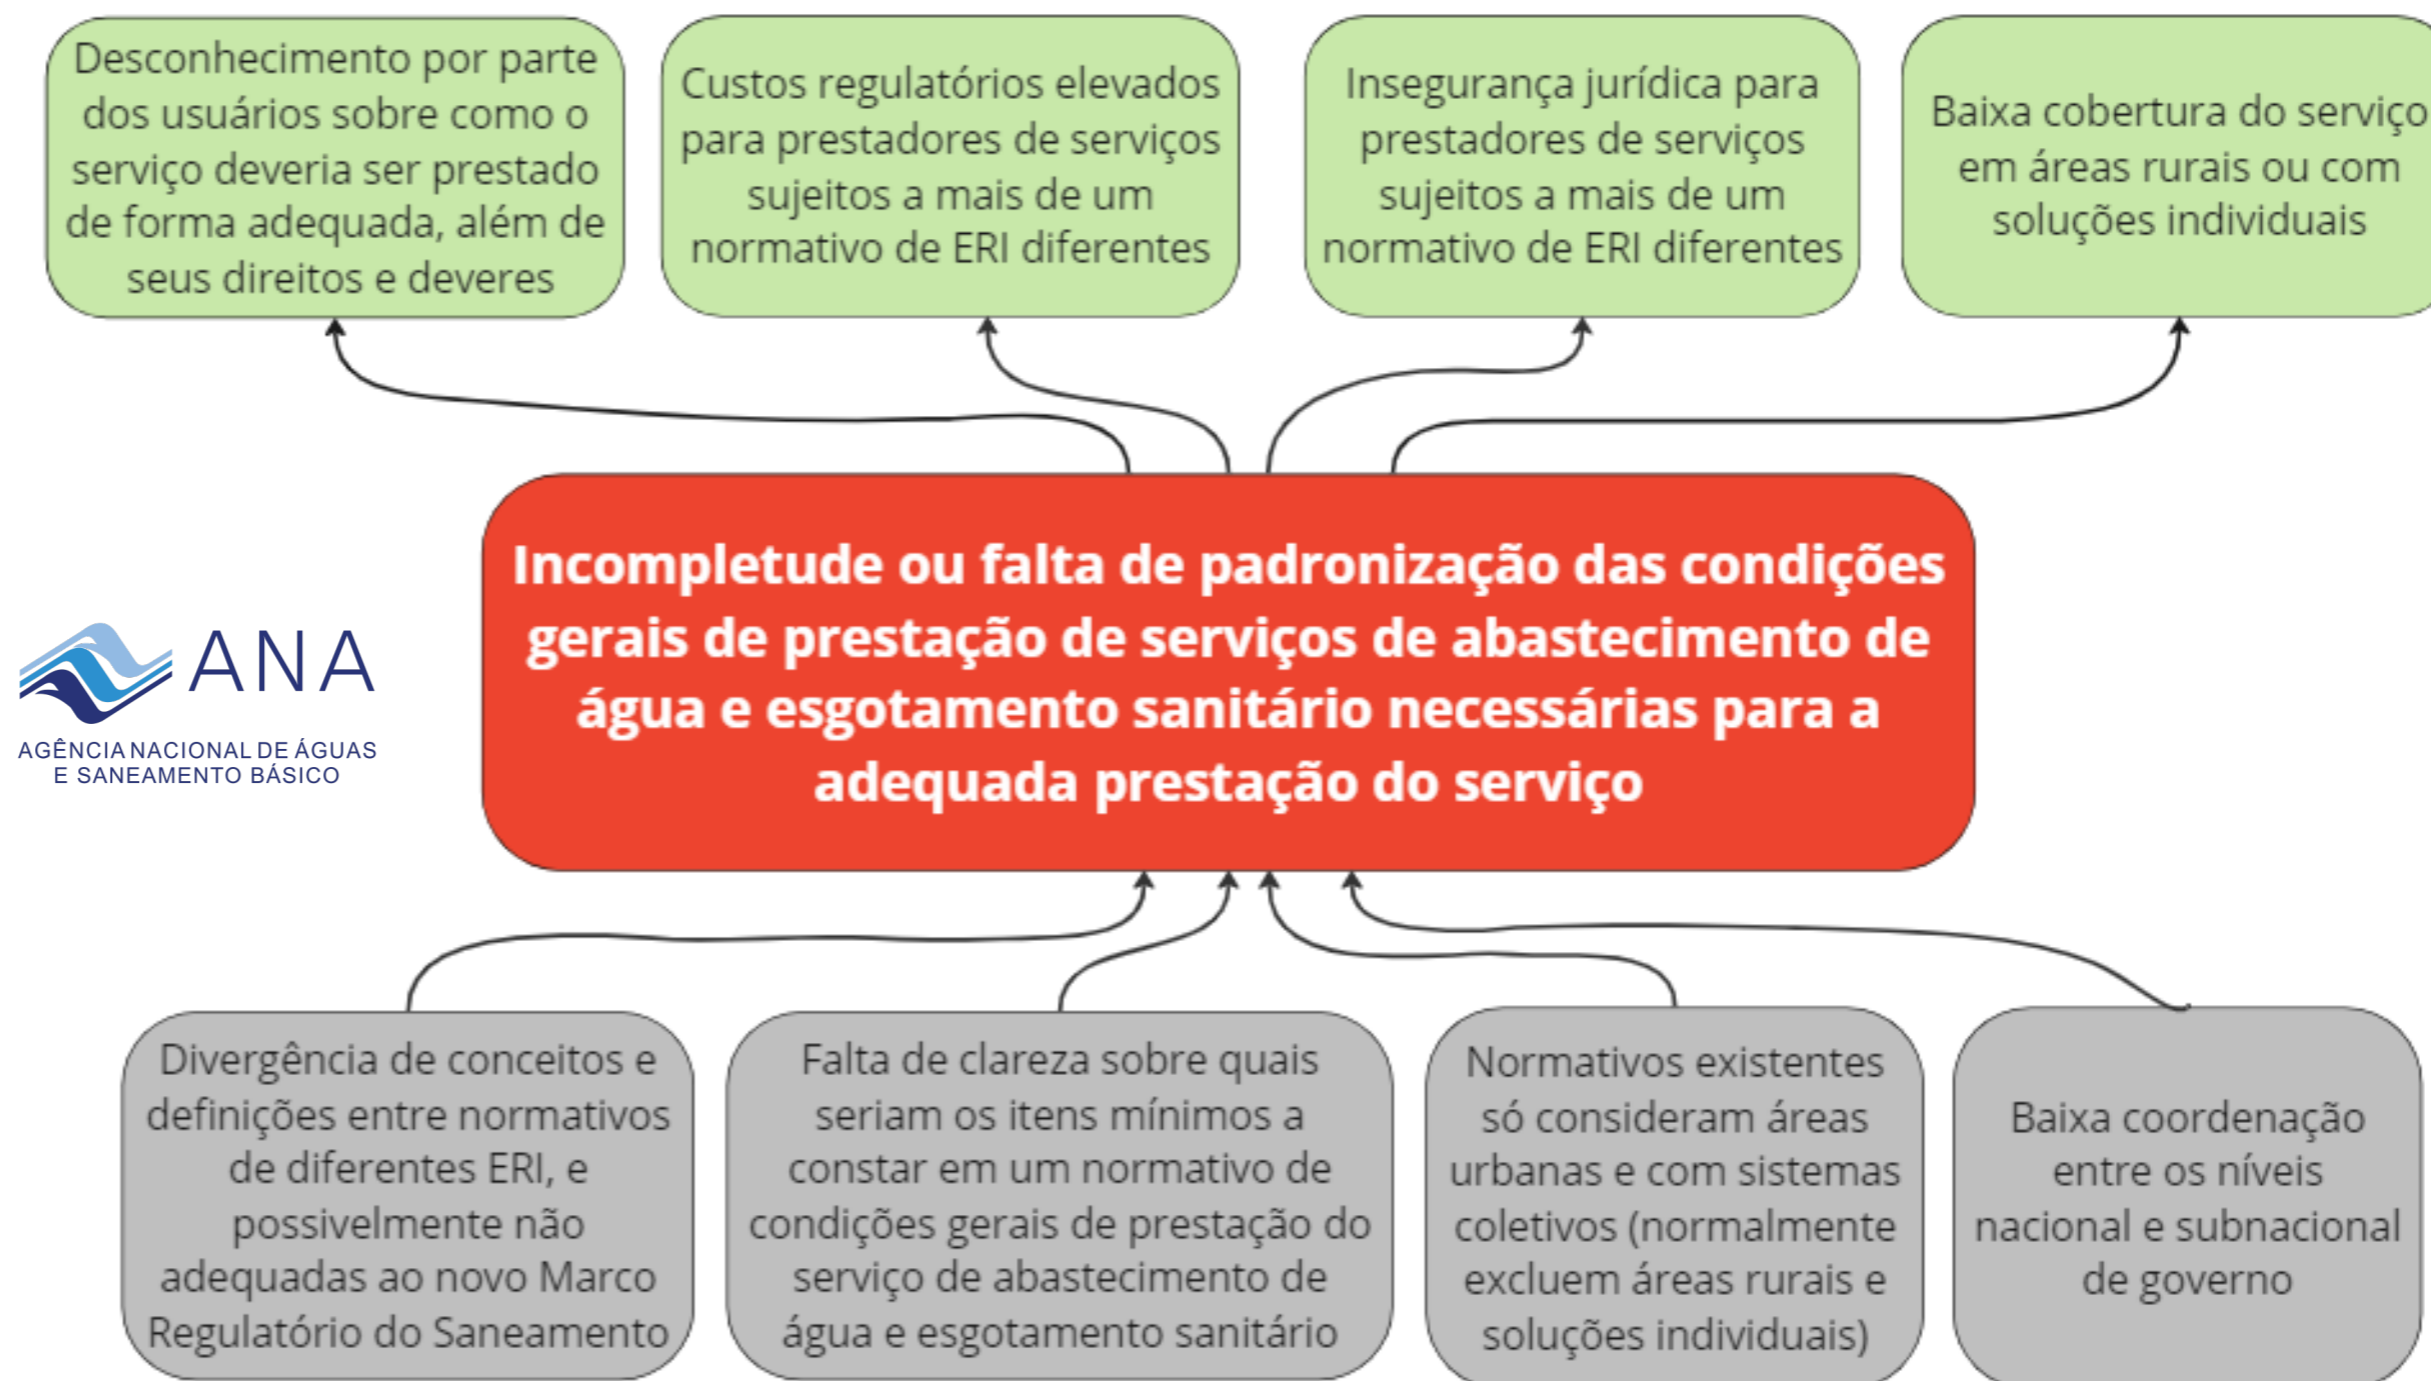 Desconhecimento por parte
dos usuários sobre como o
serviço deveria ser prestado
de forma adequada, além de
seus direitos e deveres
Custos regulatórios elevados
para prestadores de serviços
sujeitos a mais de um
normativo de ERI diferentes
Insegurança jurídica para
prestadores de serviços
sujeitos a mais de um
normativo de ERI diferentes
Baixa cobertura do serviço
em áreas rurais ou com
soluções individuais
Incompletude ou falta de padronização das condições
gerais de prestação de serviços de abastecimento de
água e esgotamento sanitário necessárias para a
adequada prestação do serviço
ANA
AGÊNCIA NACIONAL DE ÁGUAS
E SANEAMENTO BÁSICO
Divergência de conceitos e
definições entre normativos
de diferentes ERI, e
possivelmente não
adequadas ao novo Marco
Regulatório do Saneamento
Falta de clareza sobre quais
seriam os itens mínimos a
constar em um normativo de
condições gerais de prestação do
serviço de abastecimento de
água e esgotamento sanitário
Normativos existentes
só consideram áreas
urbanas e com sistemas
coletivos (normalmente
excluem áreas rurais e
soluções individuais)
Baixa coordenação
entre os níveis
nacional e subnacional
de governo